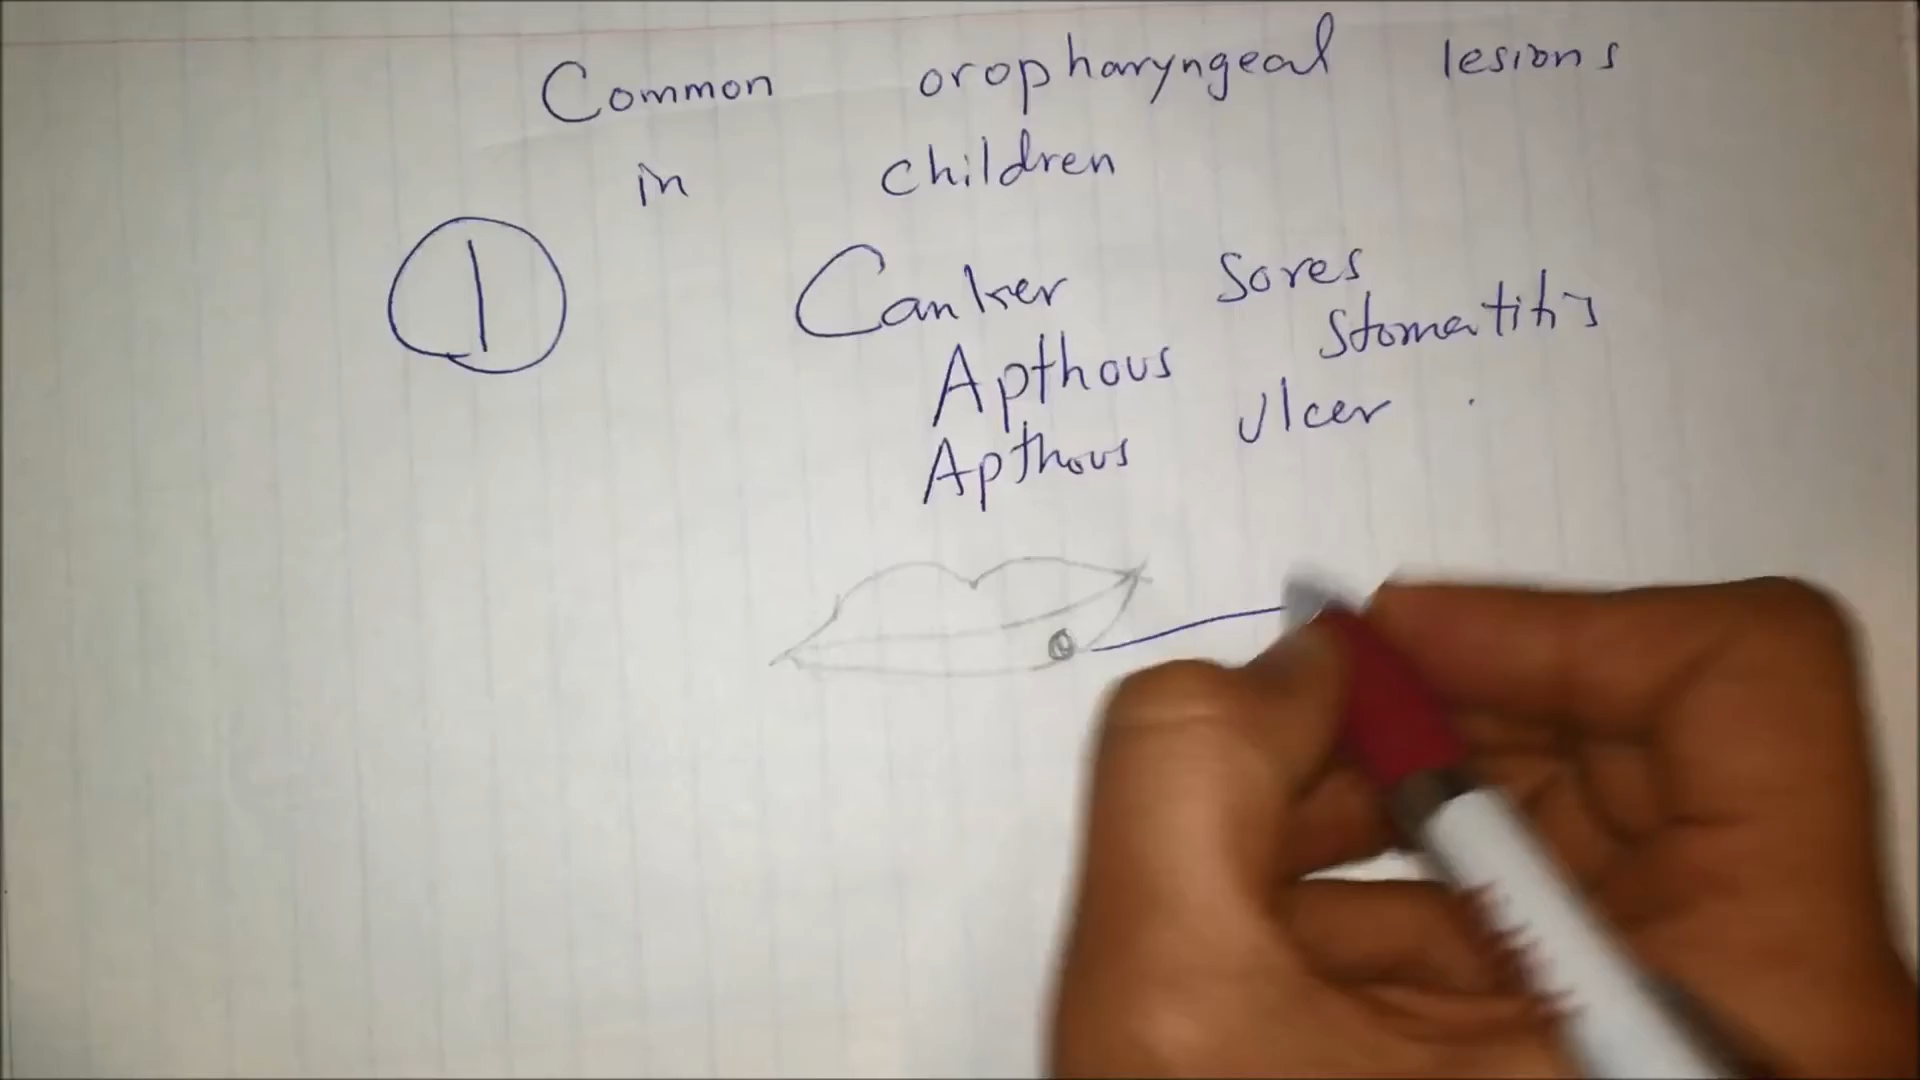 Common oropharyngeal lesions
in children
1 Canker Sores
Apthous Stomatitis
Apthous Ulcer .